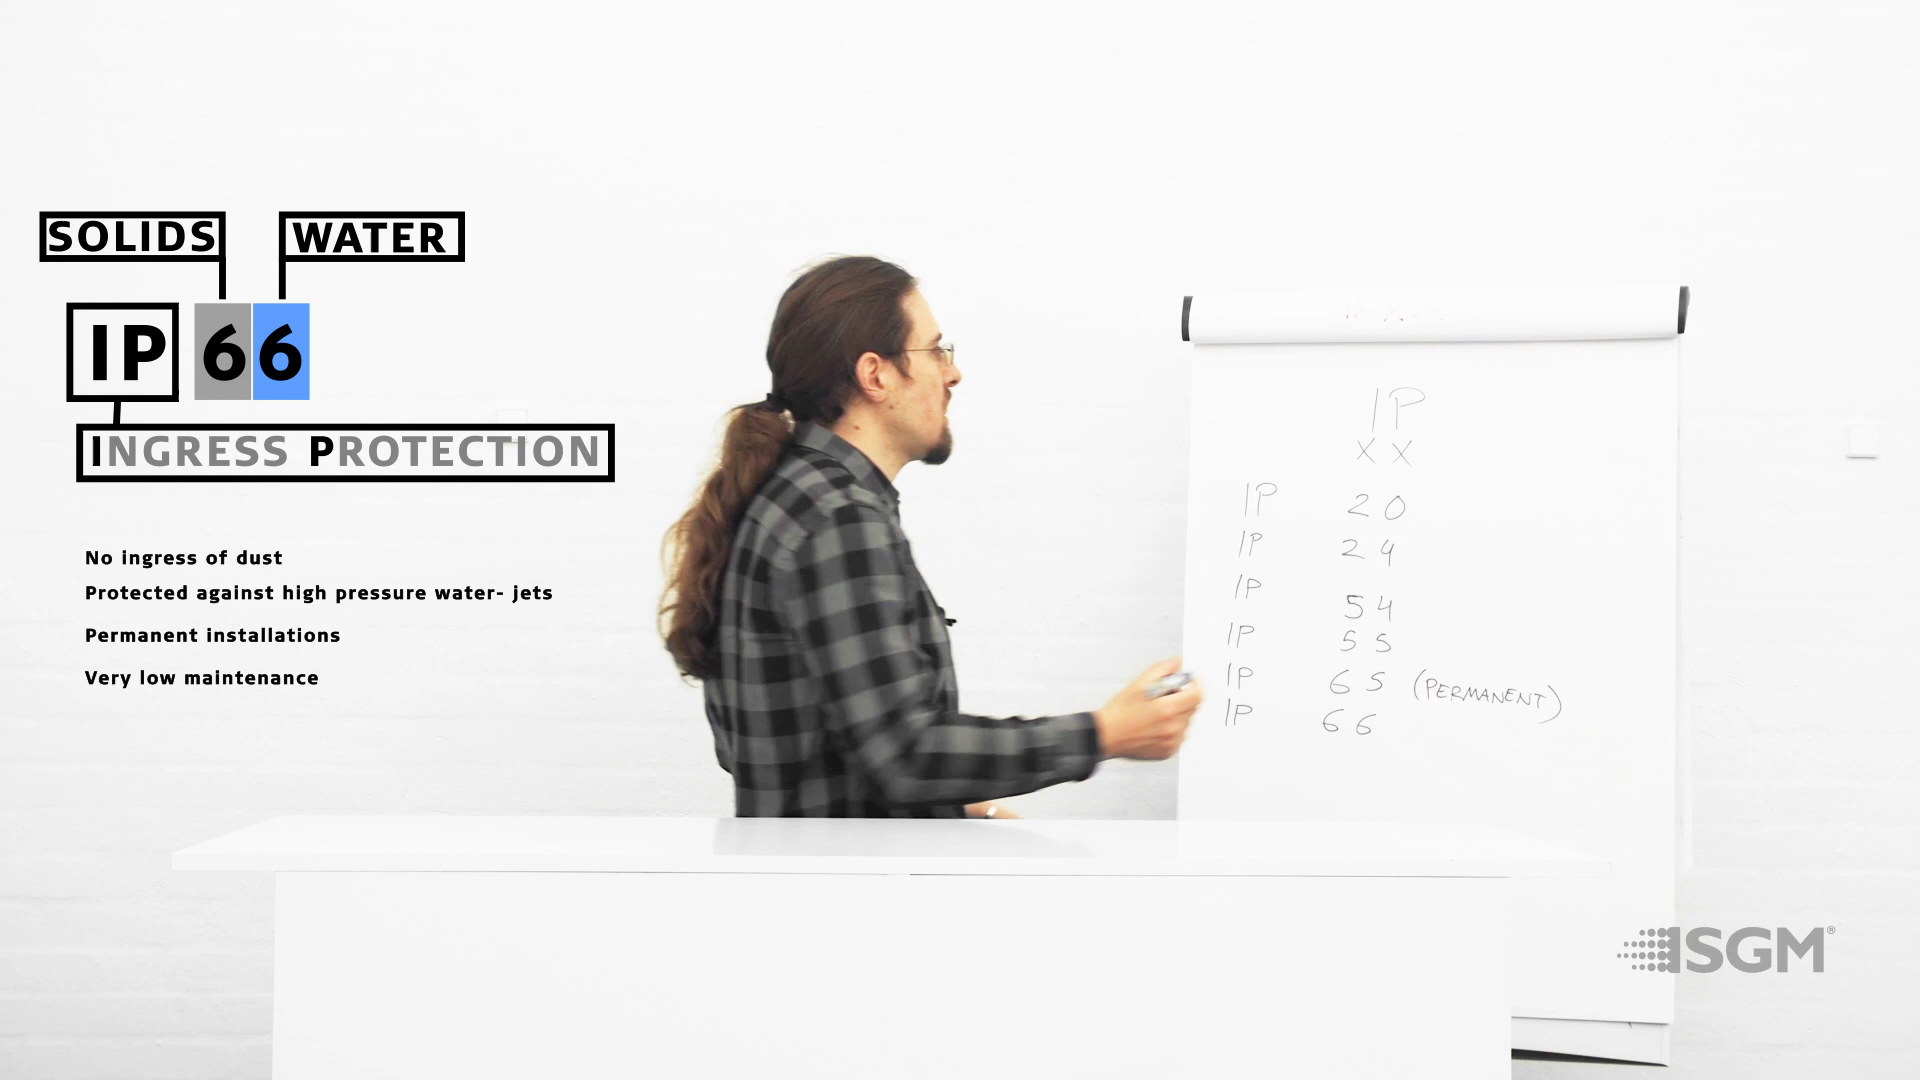 SOLIDS WATER
IP 66
INGRESS PROTECTION
No ingress of dust
Protected against high pressure water- jets
Permanent installations
Very low maintenance
IP
X X
IP 20
IP 24
IP 54
IP 55
IP 65 (PERMANENT)
IP 66
SGM®